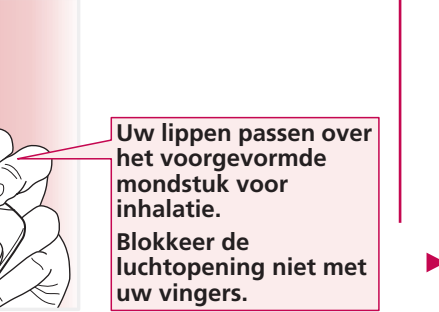 Uw lippen passen over
het voorgevormde
mondstuk voor
inhalatie.
Blokkeer de
luchtopening niet met
uw vingers.